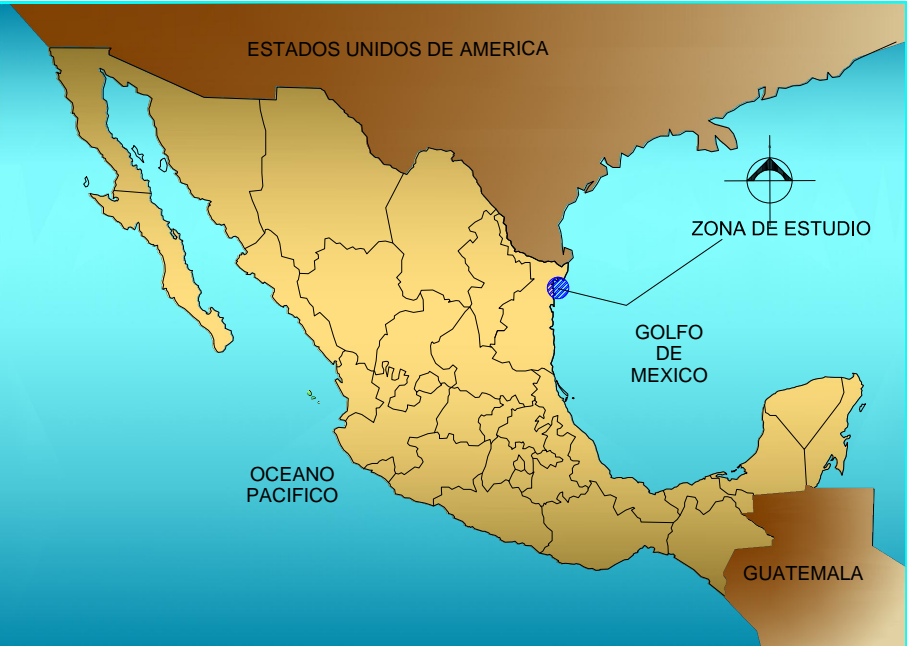 ESTADOS UNIDOS DE AMERICA
ZONA DE ESTUDIO
GOLFO
DE
MEXICO
OCEANO
PACIFICO
GUATEMALA